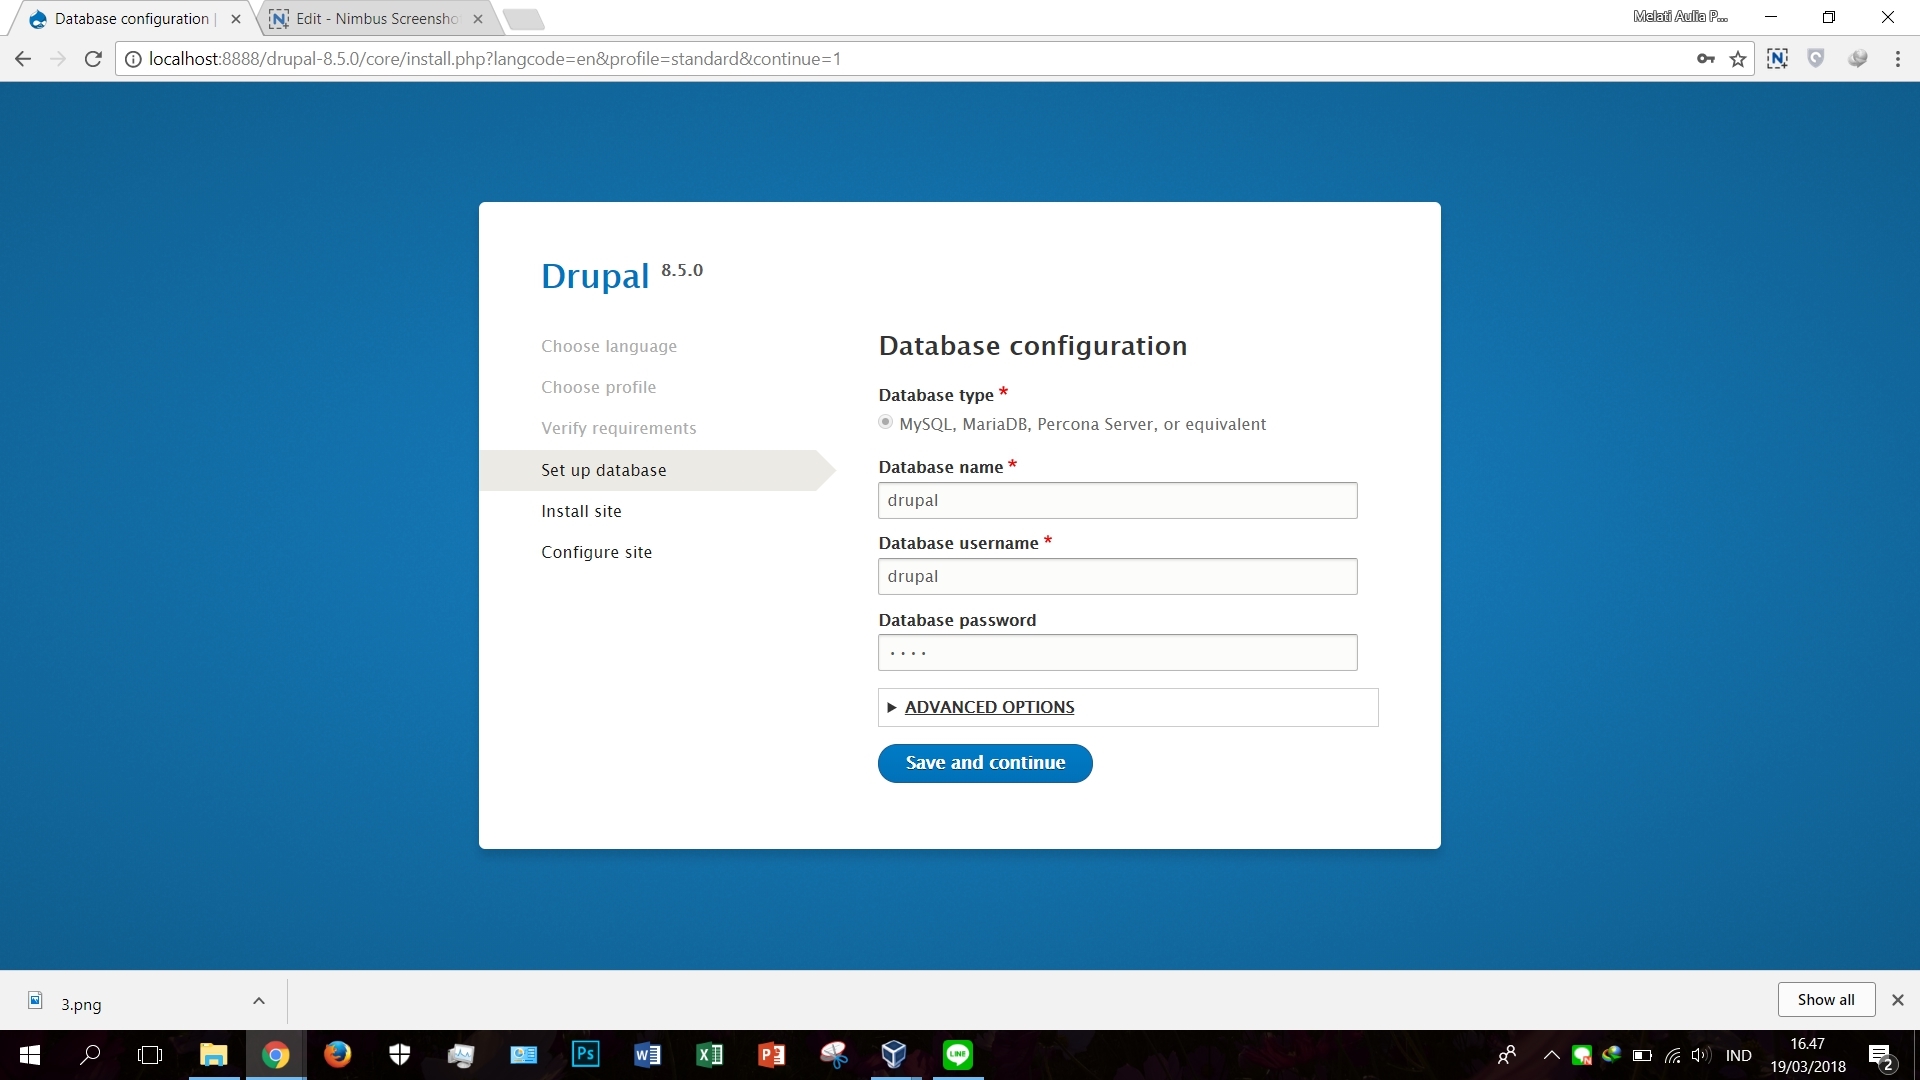 Database configuration |
Edit - Nimbus Screensho
Melati Aulia P...
localhost:8888/drupal-8.5.0/core/install.php?langcode=en&profile=standard&continue=1
Drupal 8.5.0
Choose language
Choose profile
Verify requirements
Set up database
Install site
Configure site
Database configuration
Database type *
MySQL, MariaDB, Percona Server, or equivalent
Database name *
drupal
Database username *
drupal
Database password
....
ADVANCED OPTIONS
Save and continue
3.png
Show all
IND
16.47
19/03/2018
2